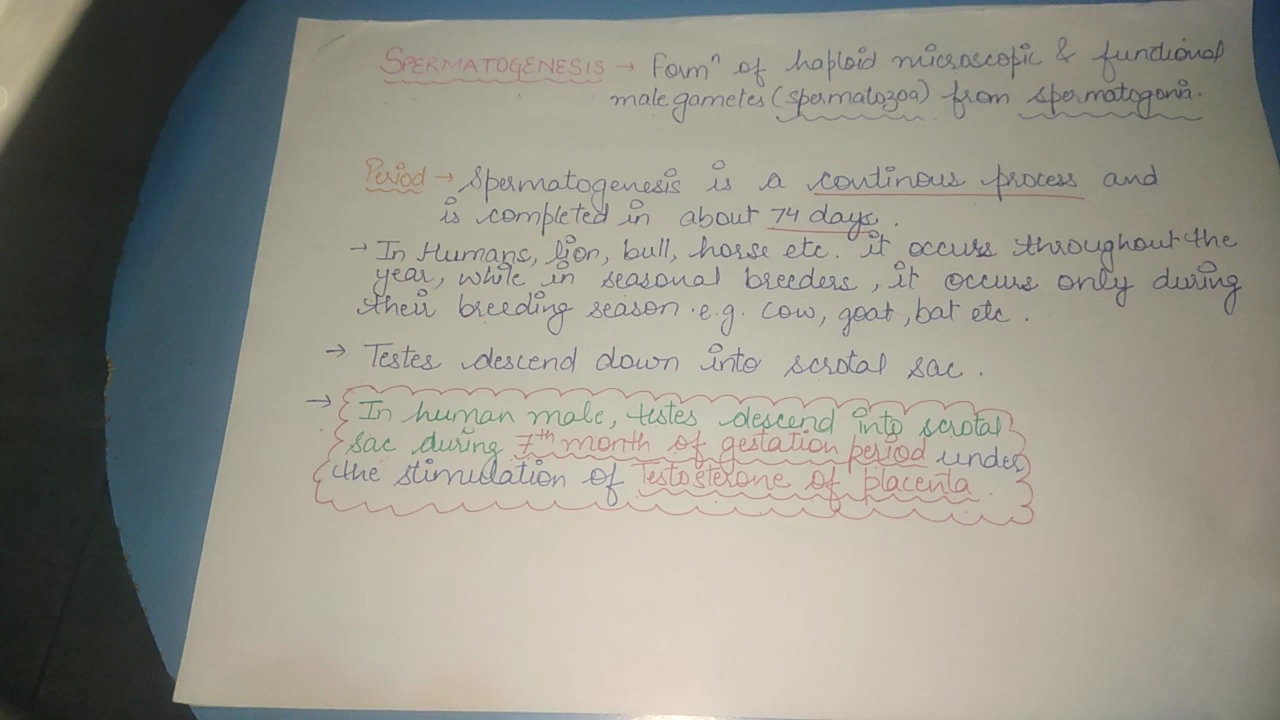 SPERMATOGENESIS → Formⁿ of haploid microscopic & functional
male gametes (spermatozoa) from spermatogonia.
Period → Spermatogenesis is a continous process and
is completed in about 74 days.
→ In Humans, lion, bull, horse etc. it occurs throughout the
year, while in seasonal breeders, it occurs only during
their breeding season. e.g. cow, goat, bat etc.
→ Testes descend down into scrotal sac.
→ In human male, testes descend into scrotal
sac during 7th month of gestation period under
the stimulation of Testosterone of placenta.